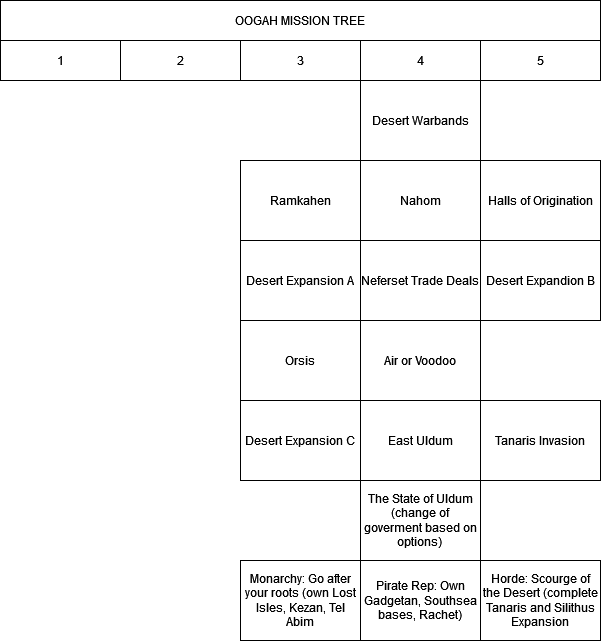 OOGAH MISSION TREE
1 2 3 4 5
Desert Warbands
Ramkahen Nahom Halls of Origination
Desert Expansion A Neferset Trade Deals Desert Expandion B
Orsis Air or Voodoo
Desert Expansion C East Uldum Tanaris Invasion
The State of Uldum
(change of
goverment based on
options)
Monarchy: Go after
your roots (own Lost
Isles, Kezan, Tel
Abim
Pirate Rep: Own
Gadgetan, Southsea
bases, Rachet)
Horde: Scourge of
the Desert (complete
Tanaris and Silithus
Expansion